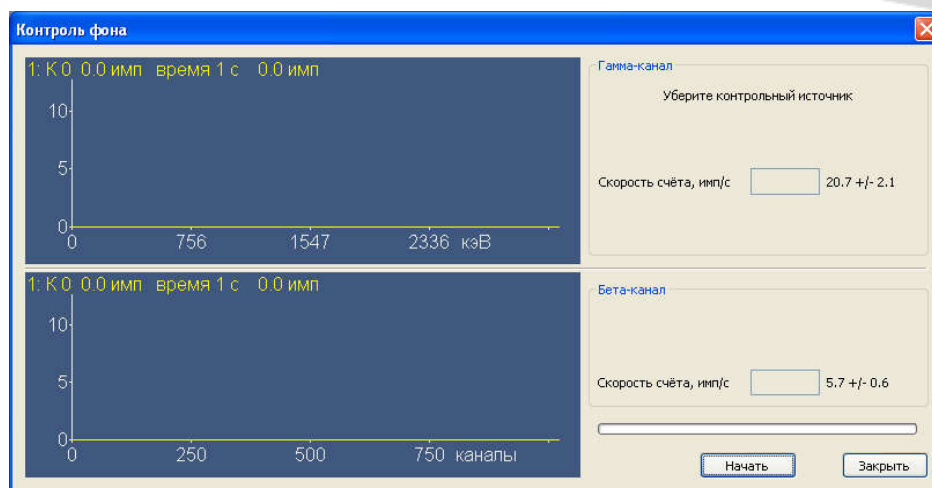 Контроль фона
1: К 0 0.0 имп время 1 с 0.0 имп
10
5
0
0 756 1547 2336 кэВ
Гамма-канал
Уберите контрольный источник
Скорость счёта, имп/с 20.7 +/- 2.1
1: К 0 0.0 имп время 1 с 0.0 имп
10
5
0
0 250 500 750 каналы
Бета-канал
Скорость счёта, имп/с 5.7 +/- 0.6
Начать Закрыть